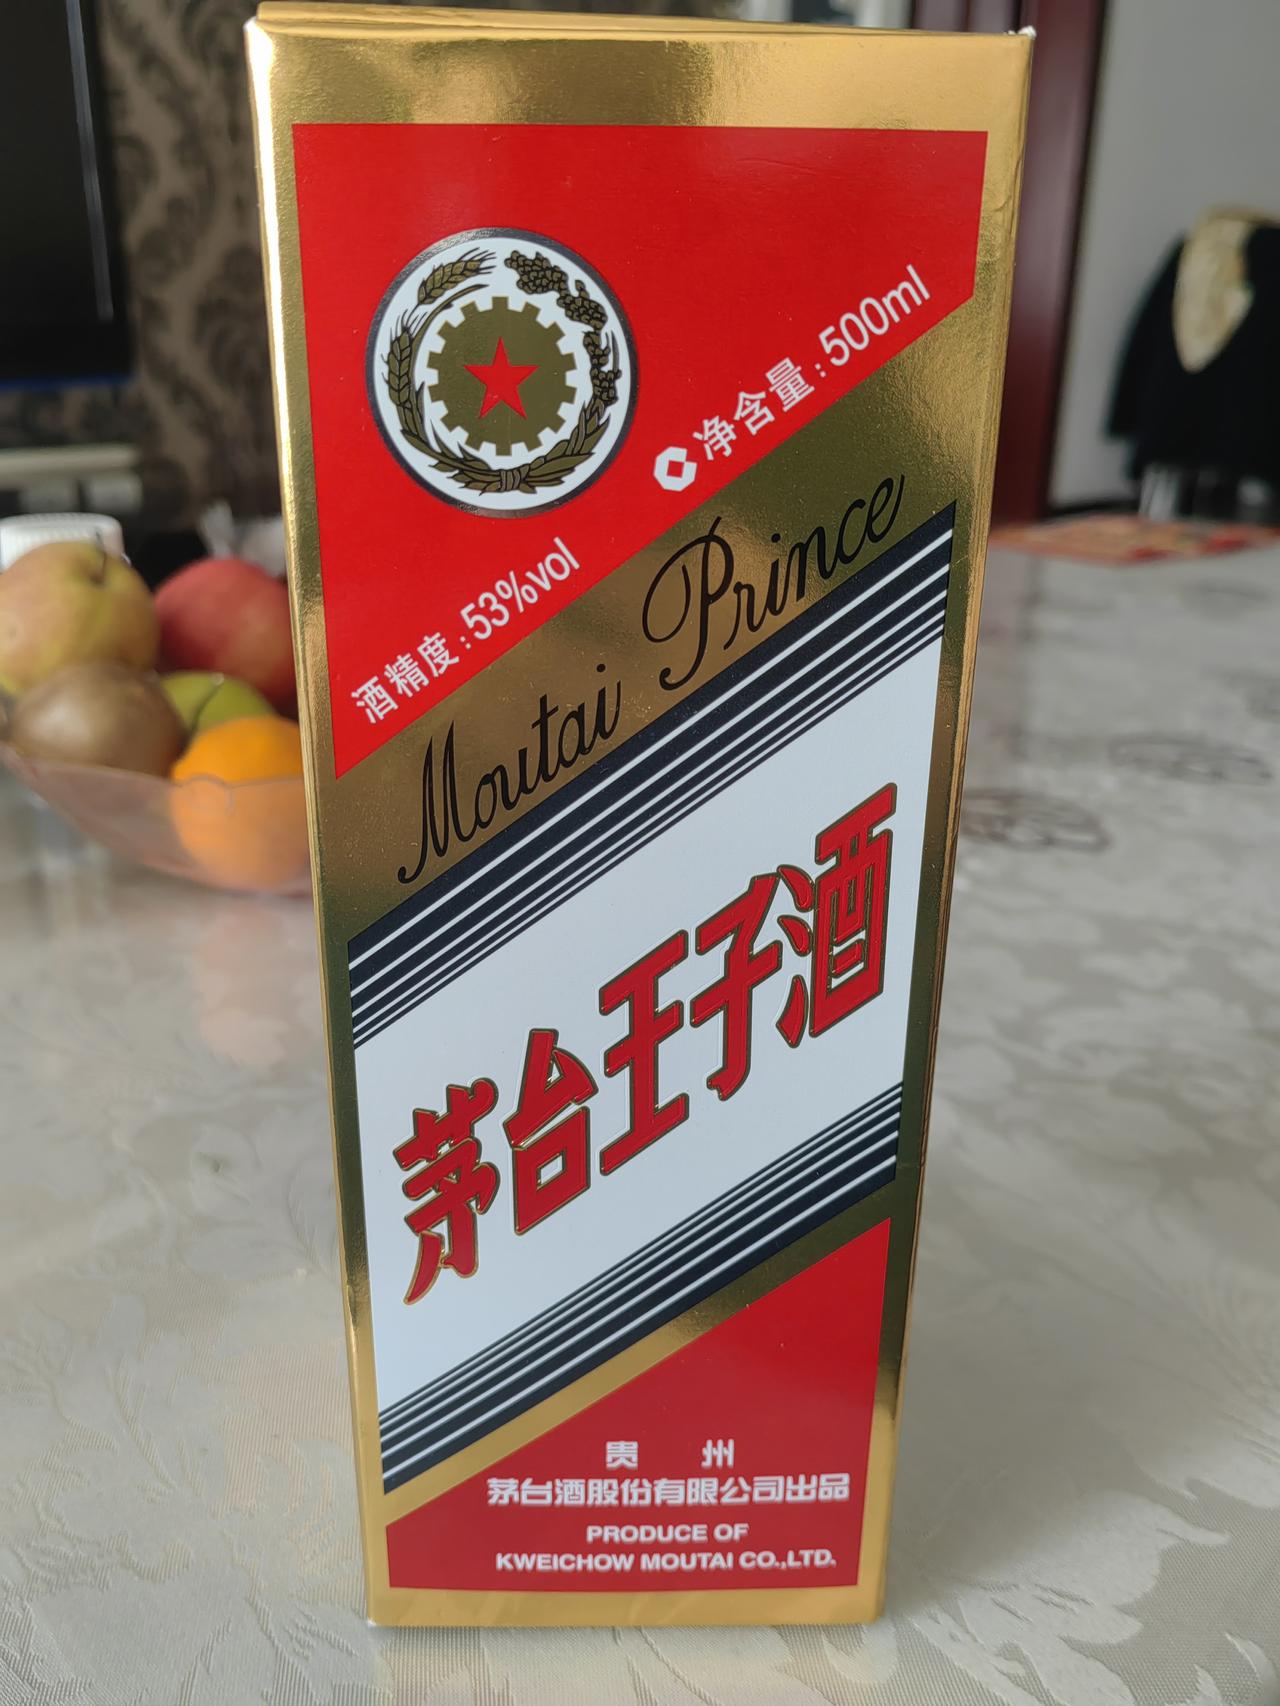 净含量:500ml
酒精度:53%vol
Moutai Prince
茅台王子酒
贵州
茅台酒股份有限公司出品
PRODUCE OF
KWEICHOW MOUTAI CO.,LTD.